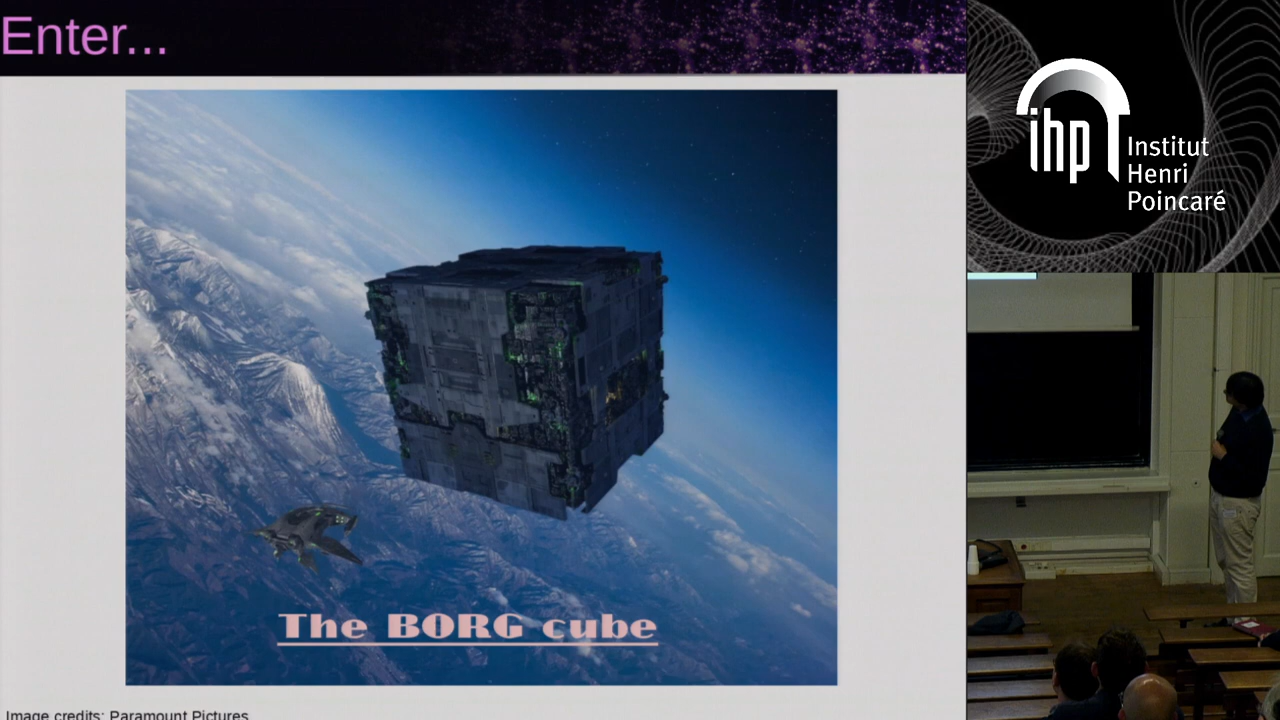 Enter...
The BORG cube
Image credits: Paramount Pictures
ihp
Institut
Henri
Poincaré